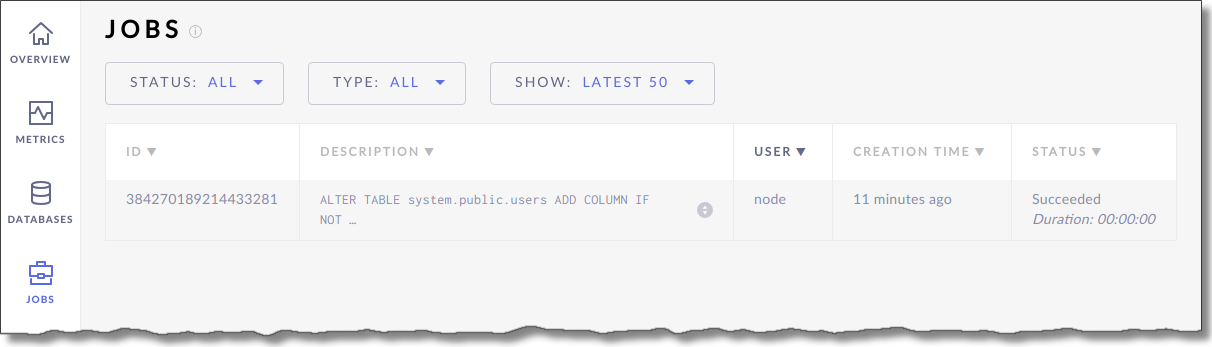 JOBS
OVERVIEW
METRICS
DATABASES
JOBS
STATUS: ALL
TYPE: ALL
SHOW: LATEST 50
ID ▼ DESCRIPTION ▼ USER ▼ CREATION TIME ▼ STATUS ▼
384270189214433281 ALTER TABLE system.public.users ADD COLUMN IF node 11 minutes ago Succeeded
NOT … Duration: 00:00:00